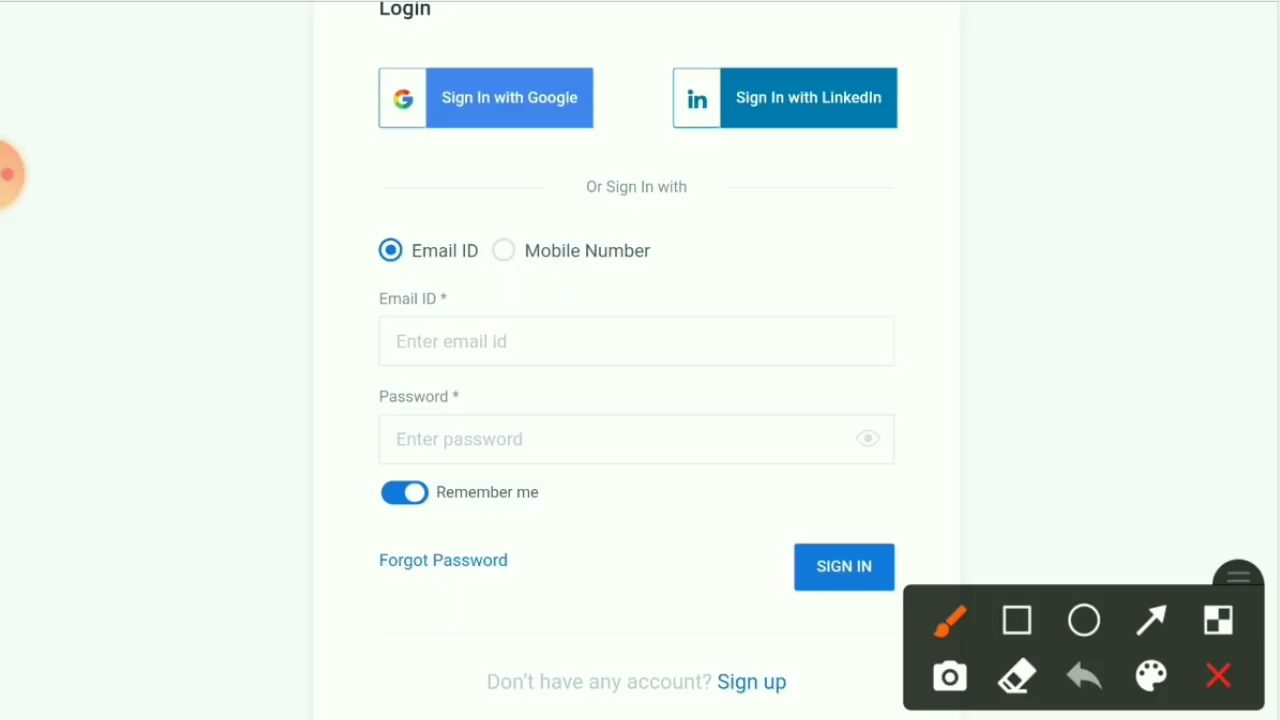 Login
Sign In with Google
in Sign In with LinkedIn
Or Sign In with
Email ID Mobile Number
Email ID *
Enter email id
Password *
Enter password
Remember me
Forgot Password
SIGN IN
Don't have any account? Sign up